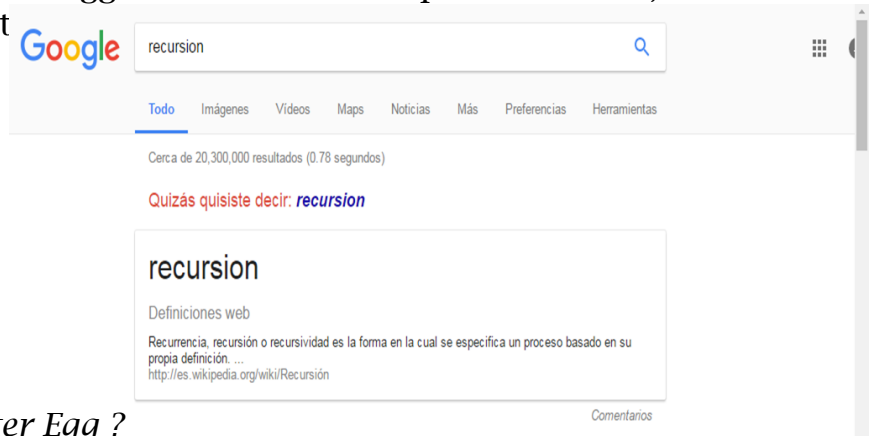 Google
recursion
Todo Imágenes Vídeos Maps Noticias Más Preferencias Herramientas
Cerca de 20,300,000 resultados (0.78 segundos)
Quizás quisiste decir: recursion
recursion
Definiciones web
Recurrencia, recursión o recursividad es la forma en la cual se especifica un proceso basado en su
propia definición. ...
http://es.wikipedia.org/wiki/Recursión
Comentarios
ter Egg ?